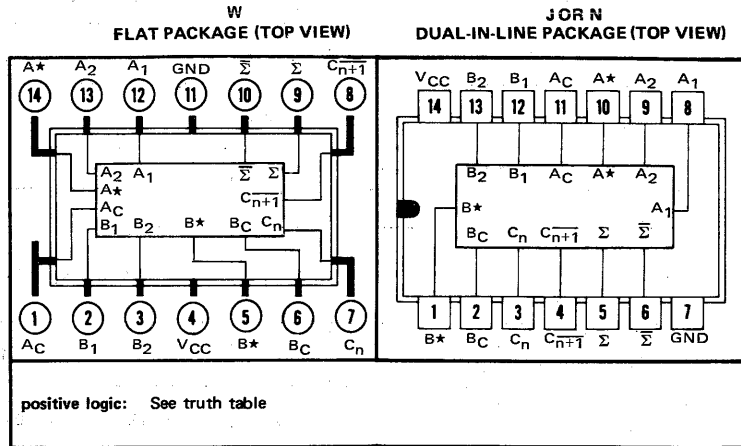 W
FLAT PACKAGE (TOP VIEW)
A* A2 A1 GND Σ̅ Σ C̅n+1
14 13 12 11 10 9 8
A2 A1 Σ̅ Σ
A*
C̅n+1
AC
B1 B2 B* BC Cn
1 2 3 4 5 6 7
AC B1 B2 VCC B* BC Cn
J OR N
DUAL-IN-LINE PACKAGE (TOP VIEW)
VCC B2 B1 AC A* A2 A1
14 13 12 11 10 9 8
B2 B1 AC A* A2
B* A1
BC Cn C̅n+1 Σ Σ̅
1 2 3 4 5 6 7
B* BC Cn C̅n+1 Σ Σ̅ GND
positive logic: See truth table